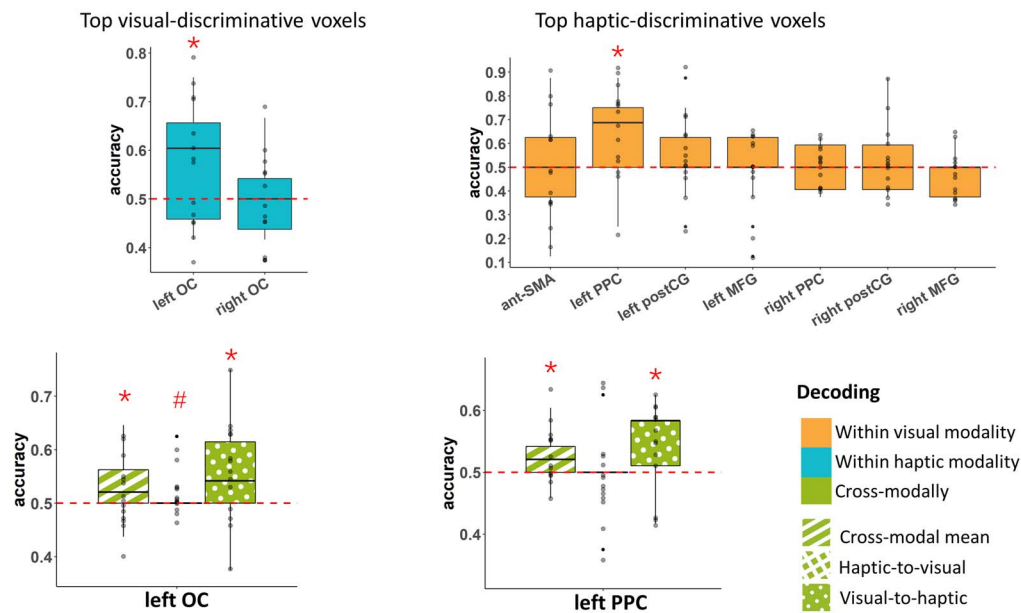 Top visual-discriminative voxels
*
0.8
0.7
0.6
0.5
0.4
accuracy
left OC
right OC
Top haptic-discriminative voxels
*
0.9
0.8
0.7
0.6
0.5
0.4
0.3
0.2
0.1
accuracy
ant-SMA
left PPC
left postCG
left MFG
right PPC
right postCG
right MFG
*
#
*
0.7
0.6
0.5
0.4
accuracy
left OC
*
*
0.6
0.5
0.4
accuracy
left PPC
Decoding
Within visual modality
Within haptic modality
Cross-modally
Cross-modal mean
Haptic-to-visual
Visual-to-haptic